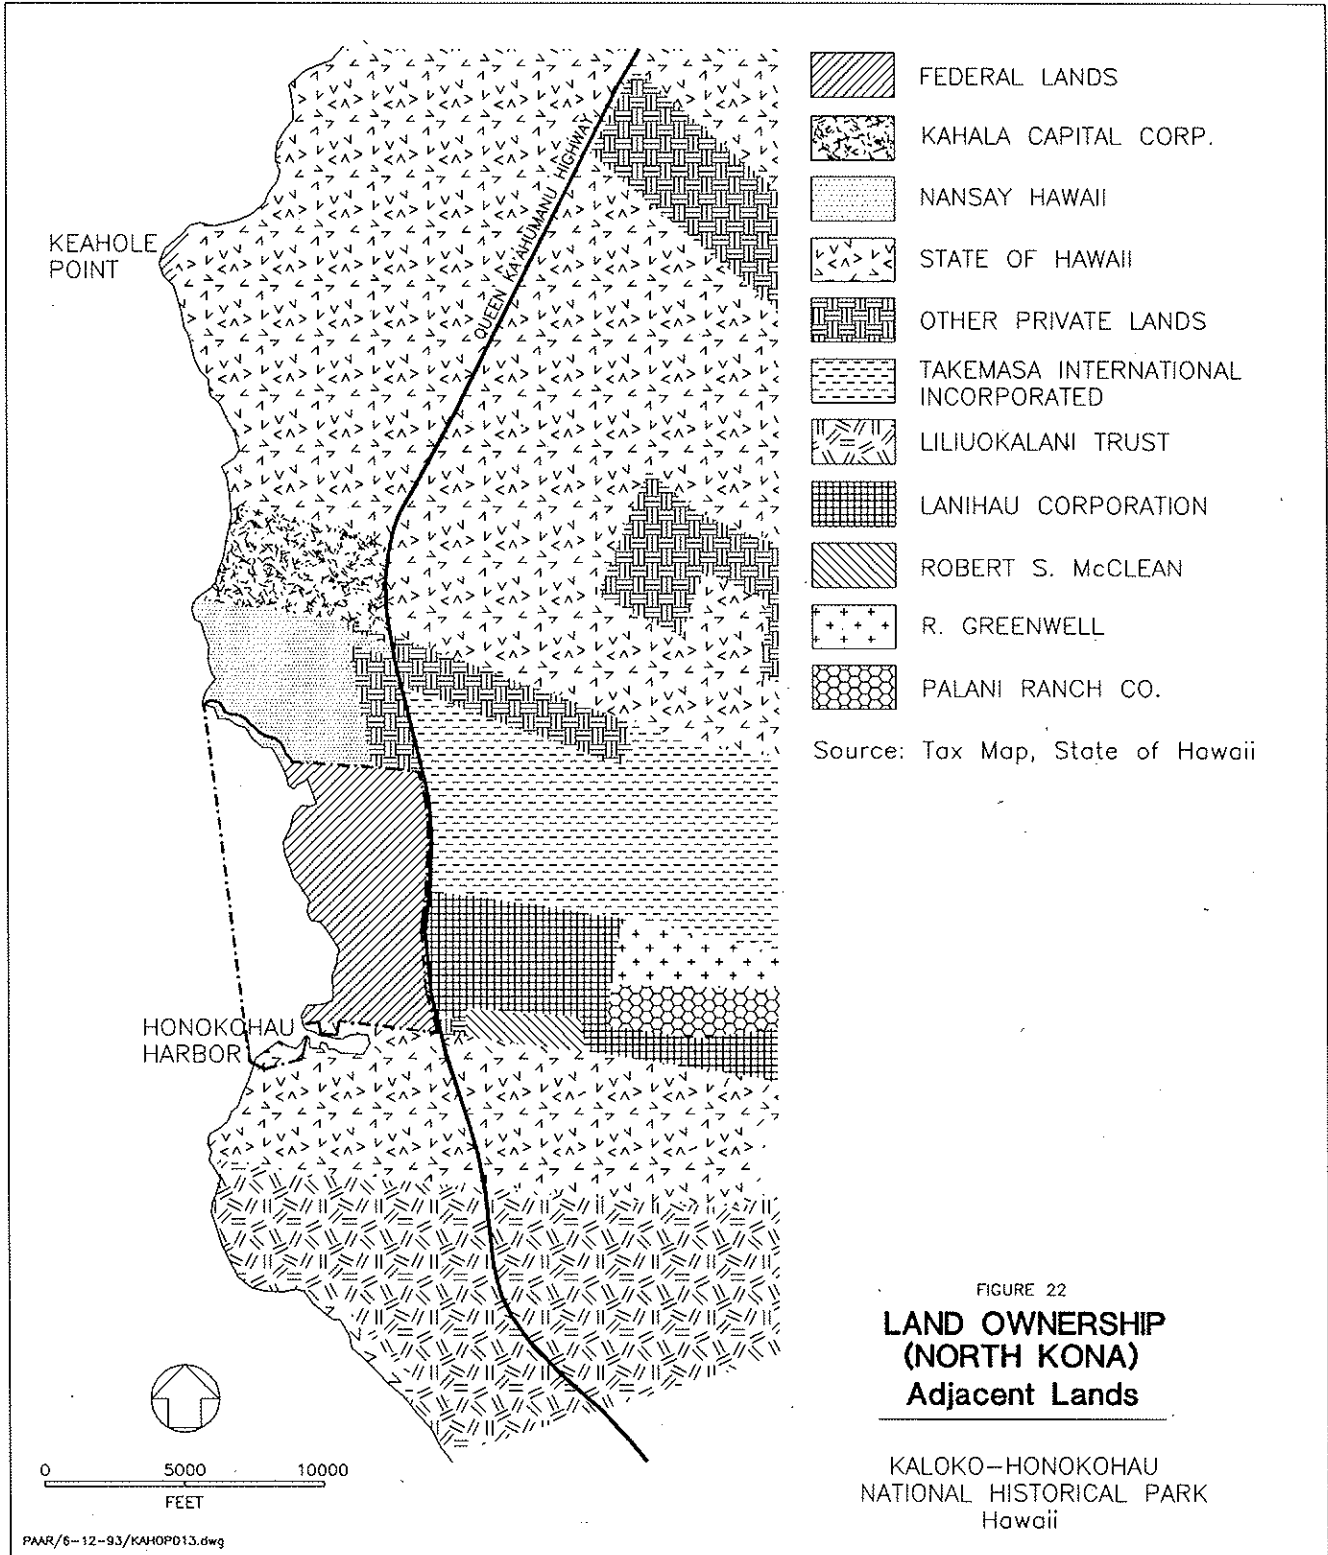 KEAHOLE
POINT
QUEEN KA'AHUMANU HIGHWAY
HONOKOHAU
HARBOR
FEDERAL LANDS
KAHALA CAPITAL CORP.
NANSAY HAWAII
STATE OF HAWAII
OTHER PRIVATE LANDS
TAKEMASA INTERNATIONAL
INCORPORATED
LILIUOKALANI TRUST
LANIHAU CORPORATION
ROBERT S. McCLEAN
R. GREENWELL
PALANI RANCH CO.
Source: Tax Map, State of Hawaii
FIGURE 22
LAND OWNERSHIP
(NORTH KONA)
Adjacent Lands
KALOKO-HONOKOHAU
NATIONAL HISTORICAL PARK
Hawaii
0 5000 10000
FEET
PAAR/6-12-93/KAHOP013.dwg